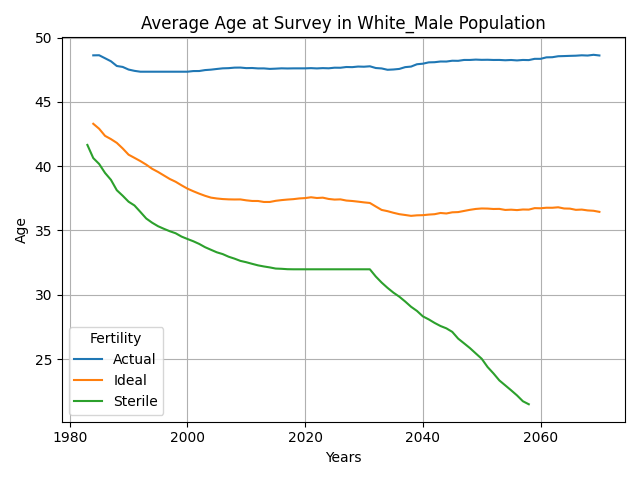 Average Age at Survey in White_Male Population
Age
50
45
40
35
30
25
Fertility
Actual
Ideal
Sterile
1980 2000 2020 2040 2060
Years